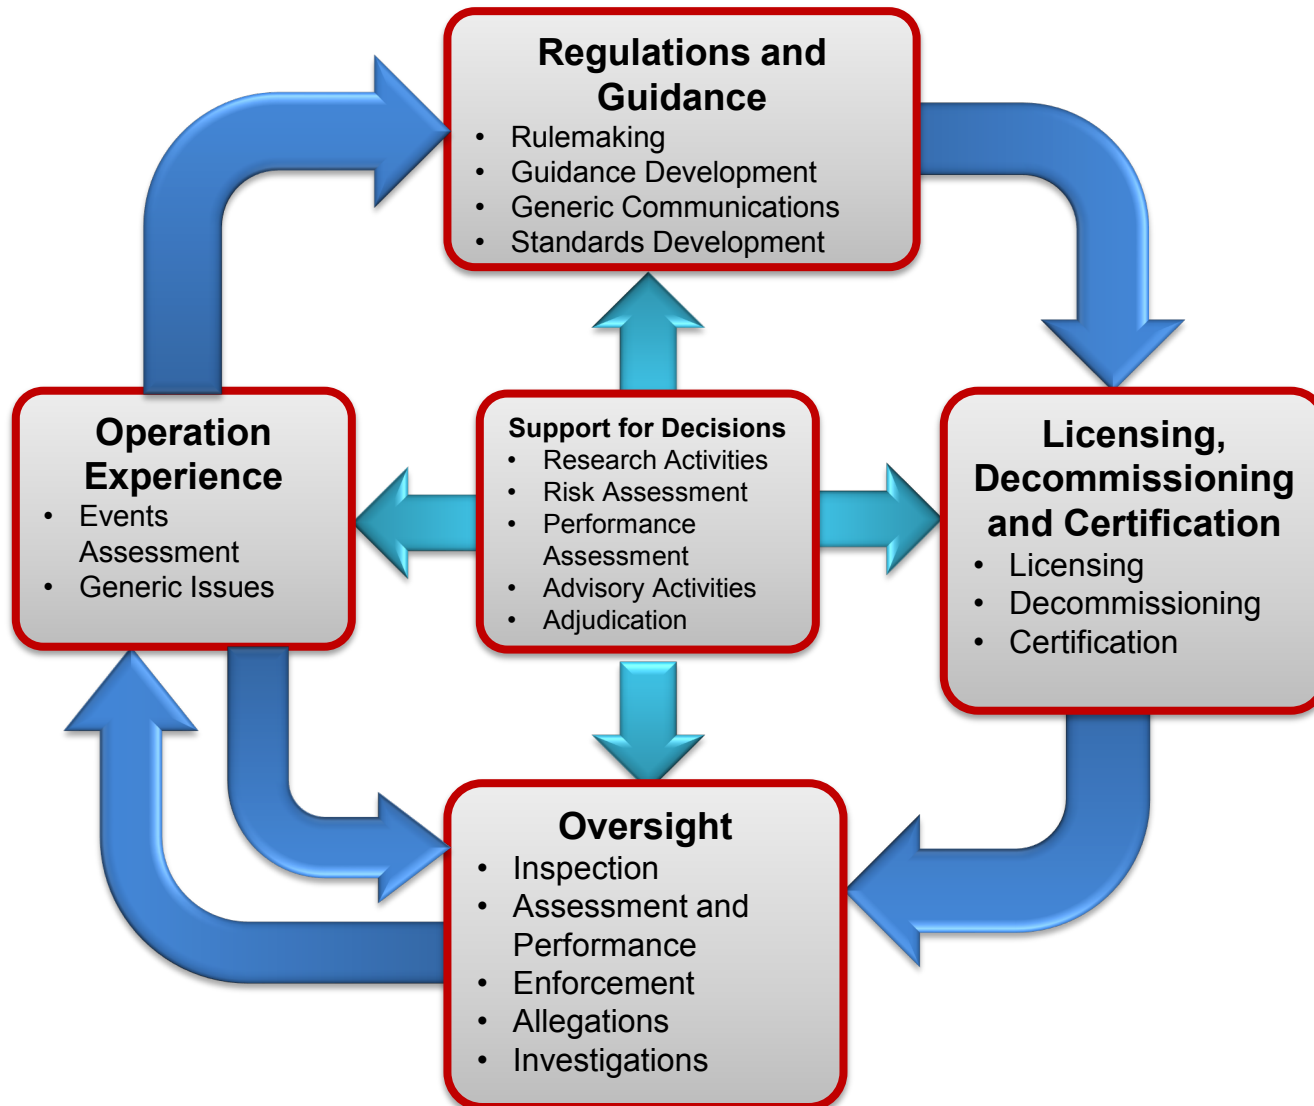 Regulations and
Guidance
• Rulemaking
• Guidance Development
• Generic Communications
• Standards Development
Operation
Experience
• Events
Assessment
• Generic Issues
Support for Decisions
• Research Activities
• Risk Assessment
• Performance
Assessment
• Advisory Activities
• Adjudication
Licensing,
Decommissioning
and Certification
• Licensing
• Decommissioning
• Certification
Oversight
• Inspection
• Assessment and
Performance
• Enforcement
• Allegations
• Investigations